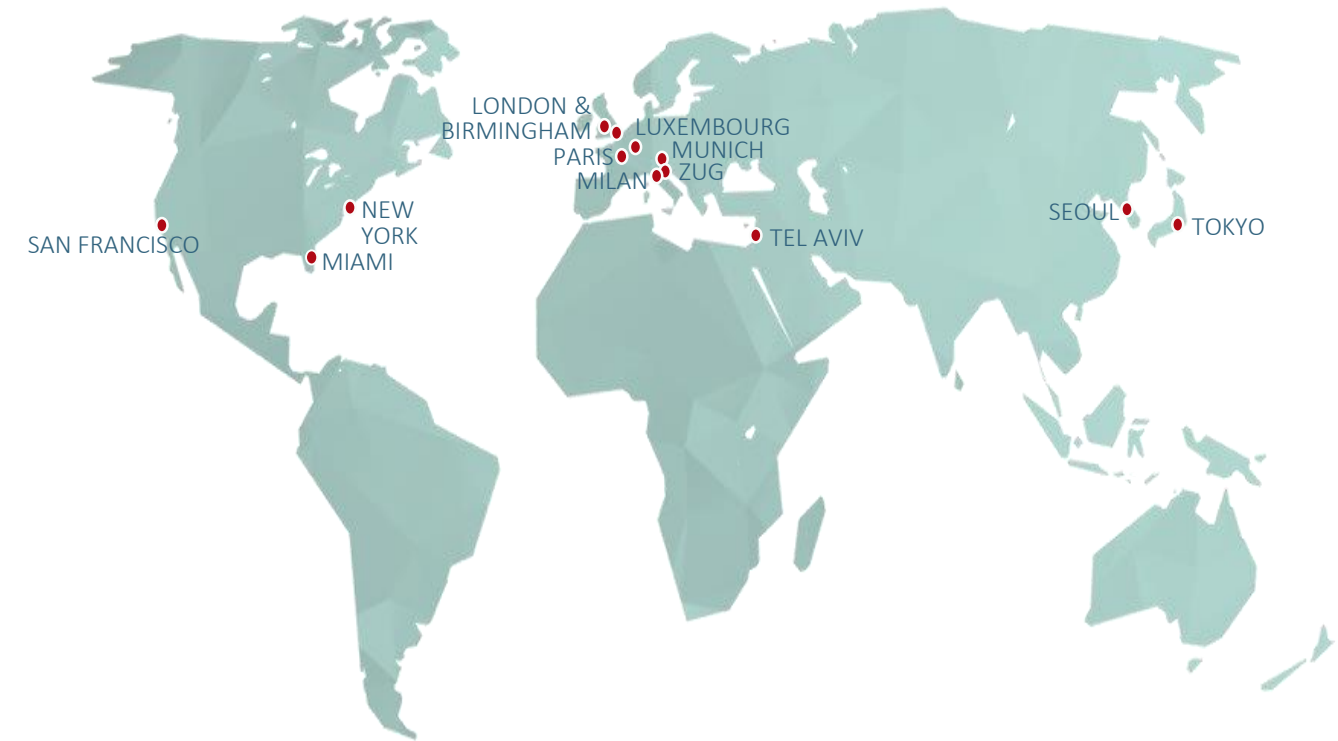 LONDON &
BIRMINGHAM
LUXEMBOURG
PARIS
MUNICH
MILAN
ZUG
SAN FRANCISCO
NEW
YORK
MIAMI
TEL AVIV
SEOUL
TOKYO